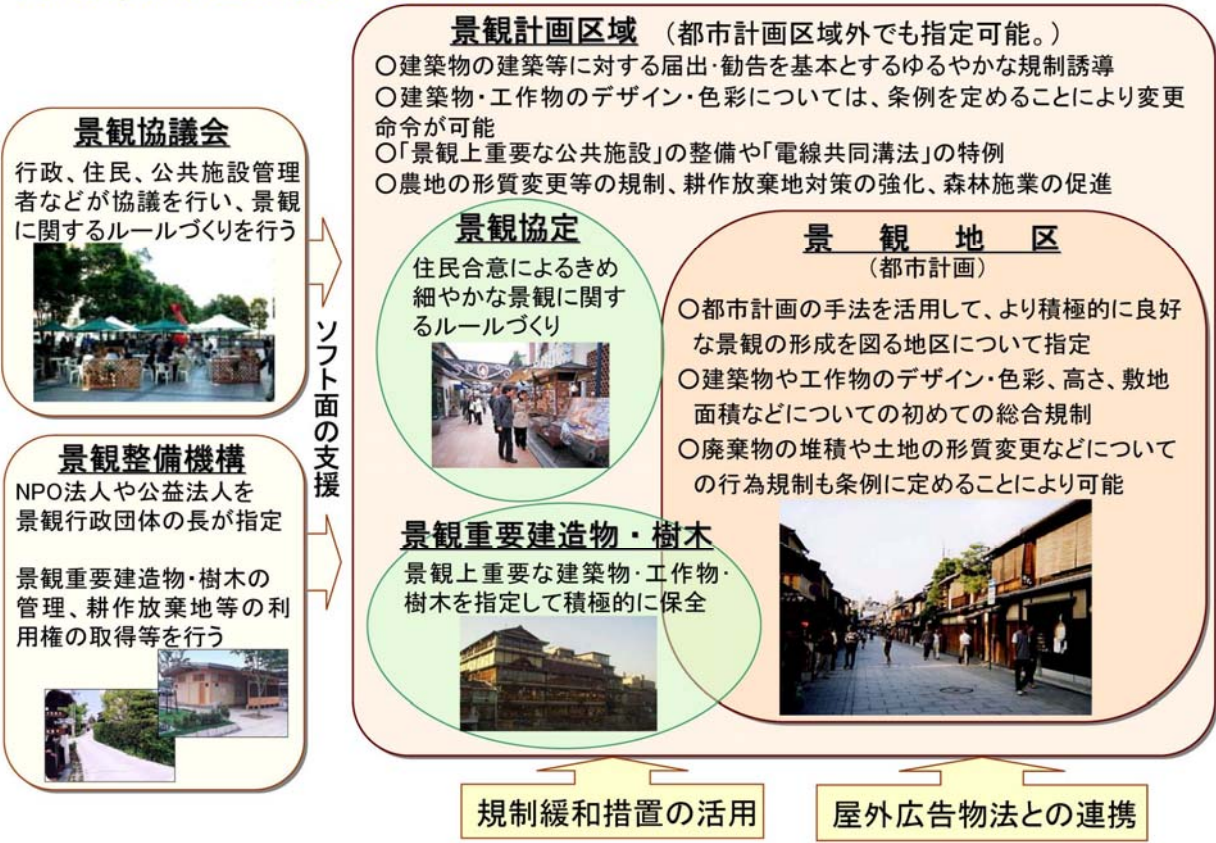 景観計画区域 （都市計画区域外でも指定可能。）
○建築物の建築等に対する届出・勧告を基本とするゆるやかな規制誘導
○建築物・工作物のデザイン・色彩については、条例を定めることにより変更
命令が可能
○「景観上重要な公共施設」の整備や「電線共同溝法」の特例
○農地の形質変更等の規制、耕作放棄地対策の強化、森林施業の促進
景観協議会
行政、住民、公共施設管理
者などが協議を行い、景観
に関するルールづくりを行う
景観整備機構
NPO法人や公益法人を
景観行政団体の長が指定
景観重要建造物・樹木の
管理、耕作放棄地等の利
用権の取得等を行う
ソフト面の支援
景観協定
住民合意によるきめ
細やかな景観に関す
るルールづくり
景観重要建造物・樹木
景観上重要な建築物・工作物・
樹木を指定して積極的に保全
景観地区
（都市計画）
○都市計画の手法を活用して、より積極的に良好
な景観の形成を図る地区について指定
○建築物や工作物のデザイン・色彩、高さ、敷地
面積などについての初めての総合規制
○廃棄物の堆積や土地の形質変更などについて
の行為規制も条例に定めることにより可能
規制緩和措置の活用
屋外広告物法との連携